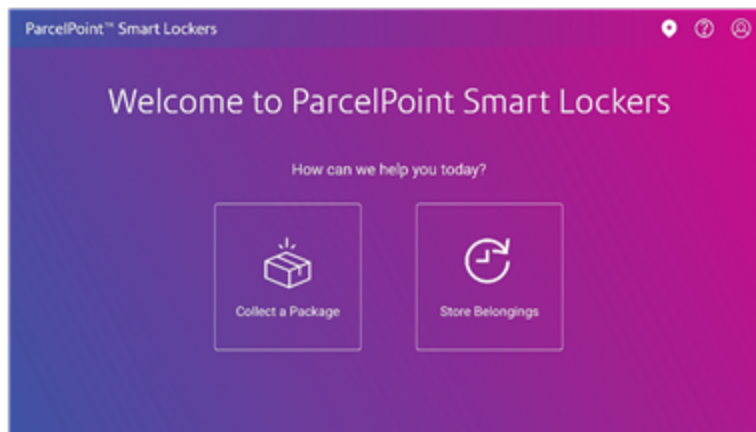 ParcelPoint™ Smart Lockers
Welcome to ParcelPoint Smart Lockers
How can we help you today?
Collect a Package
Store Belongings